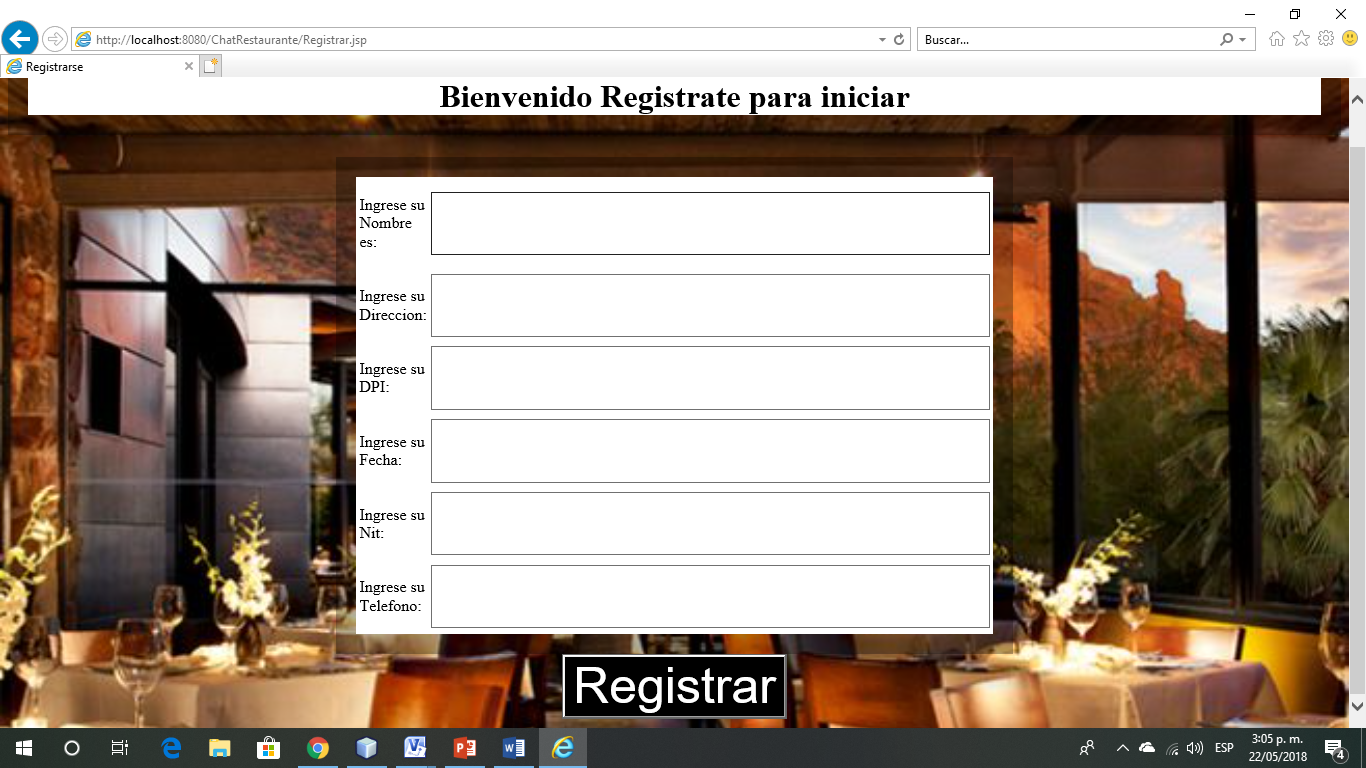 http://localhost:8080/ChatRestaurante/Registrar.jsp
Buscar...
Registrarse
Bienvenido Registrate para iniciar
Ingrese su
Nombre
es:
Ingrese su
Direccion:
Ingrese su
DPI:
Ingrese su
Fecha:
Ingrese su
Nit:
Ingrese su
Telefono:
Registrar
ESP
3:05 p. m.
22/05/2018
4